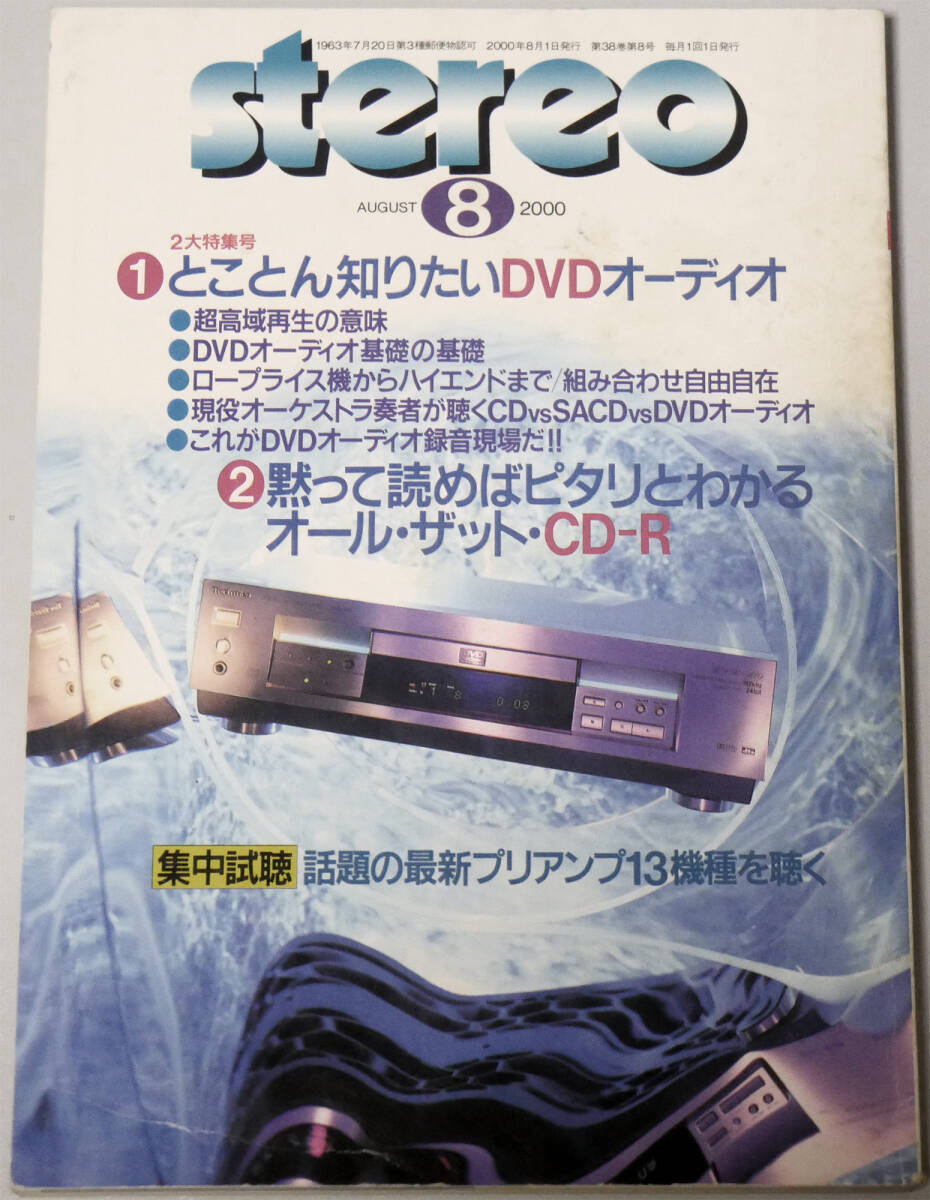 1963年7月20日第3種郵便物認可 2000年8月1日発行 第38巻第8号 毎月1回1日発行
stereo
AUGUST 8 2000
2大特集号
1 とことん知りたいDVDオーディオ
●超高域再生の意味
●DVDオーディオ基礎の基礎
●ロープライス機からハイエンドまで/組み合わせ自由自在
●現役オーケストラ奏者が聴くCDvsSACDvsDVDオーディオ
●これがDVDオーディオ録音現場だ!!
2 黙って読めばピタリとわかる
オール・ザット・CD-R
Technics
DVD
0:08
dts
集中試聴 話題の最新プリアンプ13機種を聴く